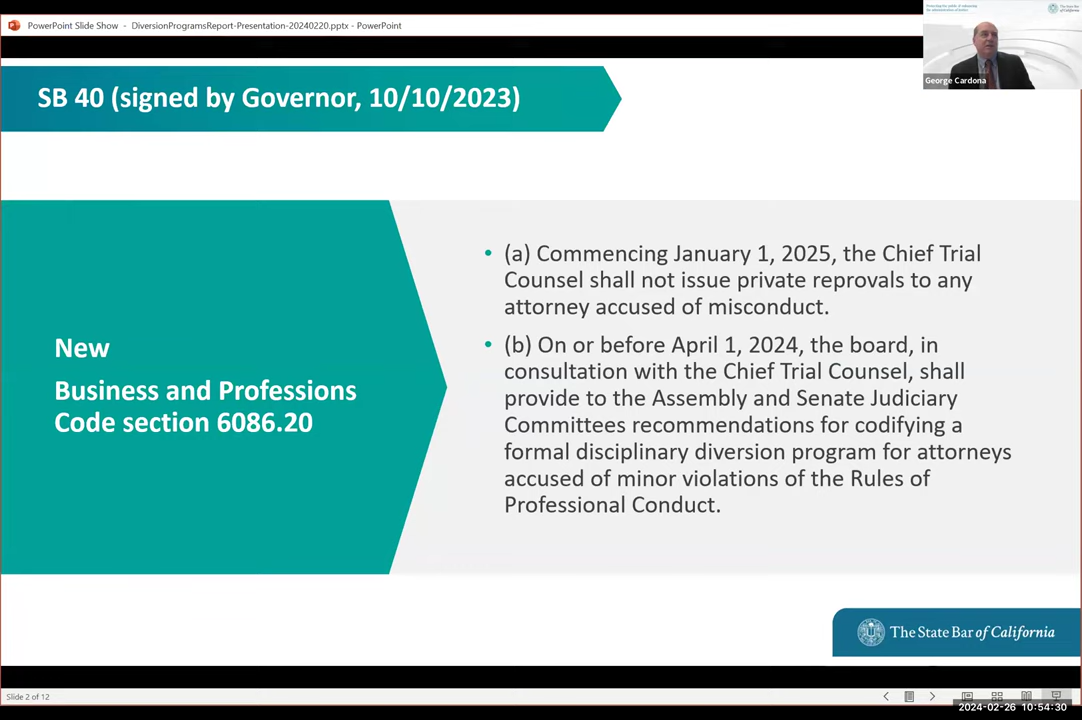 PowerPoint Slide Show - DiversionProgramsReport-Presentation-20240220.pptx - PowerPoint
George Cardona
SB 40 (signed by Governor, 10/10/2023)
New
Business and Professions
Code section 6086.20
• (a) Commencing January 1, 2025, the Chief Trial
Counsel shall not issue private reprovals to any
attorney accused of misconduct.
• (b) On or before April 1, 2024, the board, in
consultation with the Chief Trial Counsel, shall
provide to the Assembly and Senate Judiciary
Committees recommendations for codifying a
formal disciplinary diversion program for attorneys
accused of minor violations of the Rules of
Professional Conduct.
The State Bar of California
Slide 2 of 12
2024-02-26 10:54:30